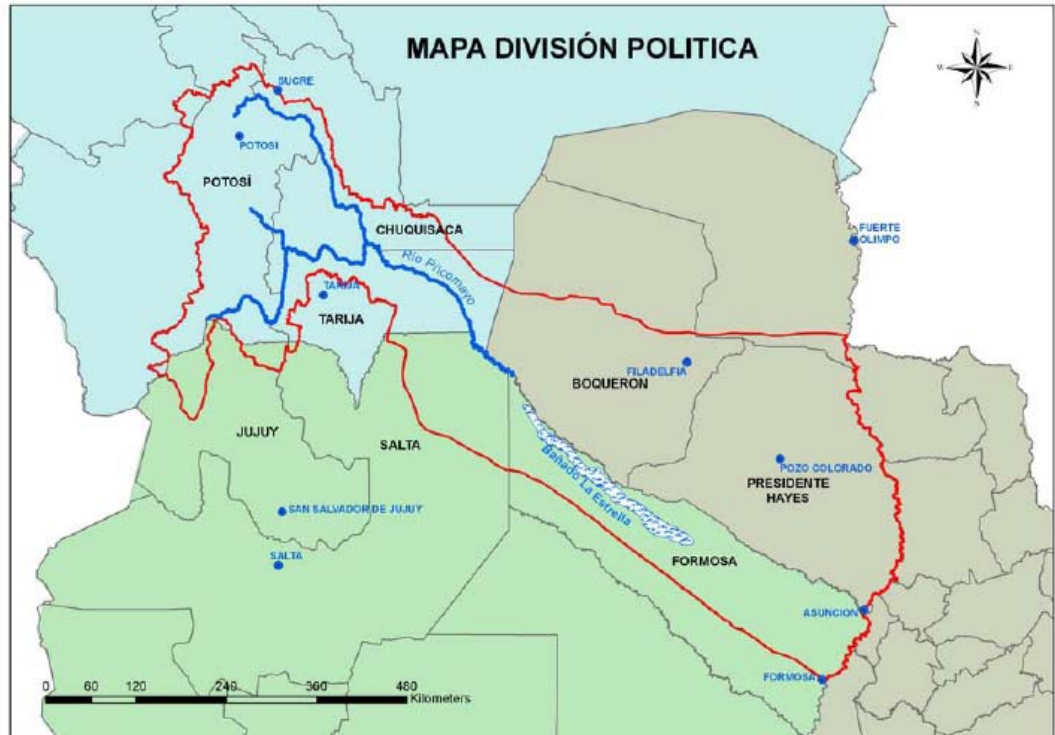 MAPA DIVISIÓN POLITICA
N
W
E
S
SUCRE
POTOSI
POTOSÍ
CHUQUISACA
FUERTE
OLIMPO
Río Pilcomayo
TARIJA
TARIJA
FILADELFIA
BOQUERON
JUJUY
SALTA
Bañado La Estrella
POZO COLORADO
PRESIDENTE
HAYES
SAN SALVADOR DE JUJUY
SALTA
FORMOSA
ASUNCION
FORMOSA
0 60 120 240 360 480
Kilometers